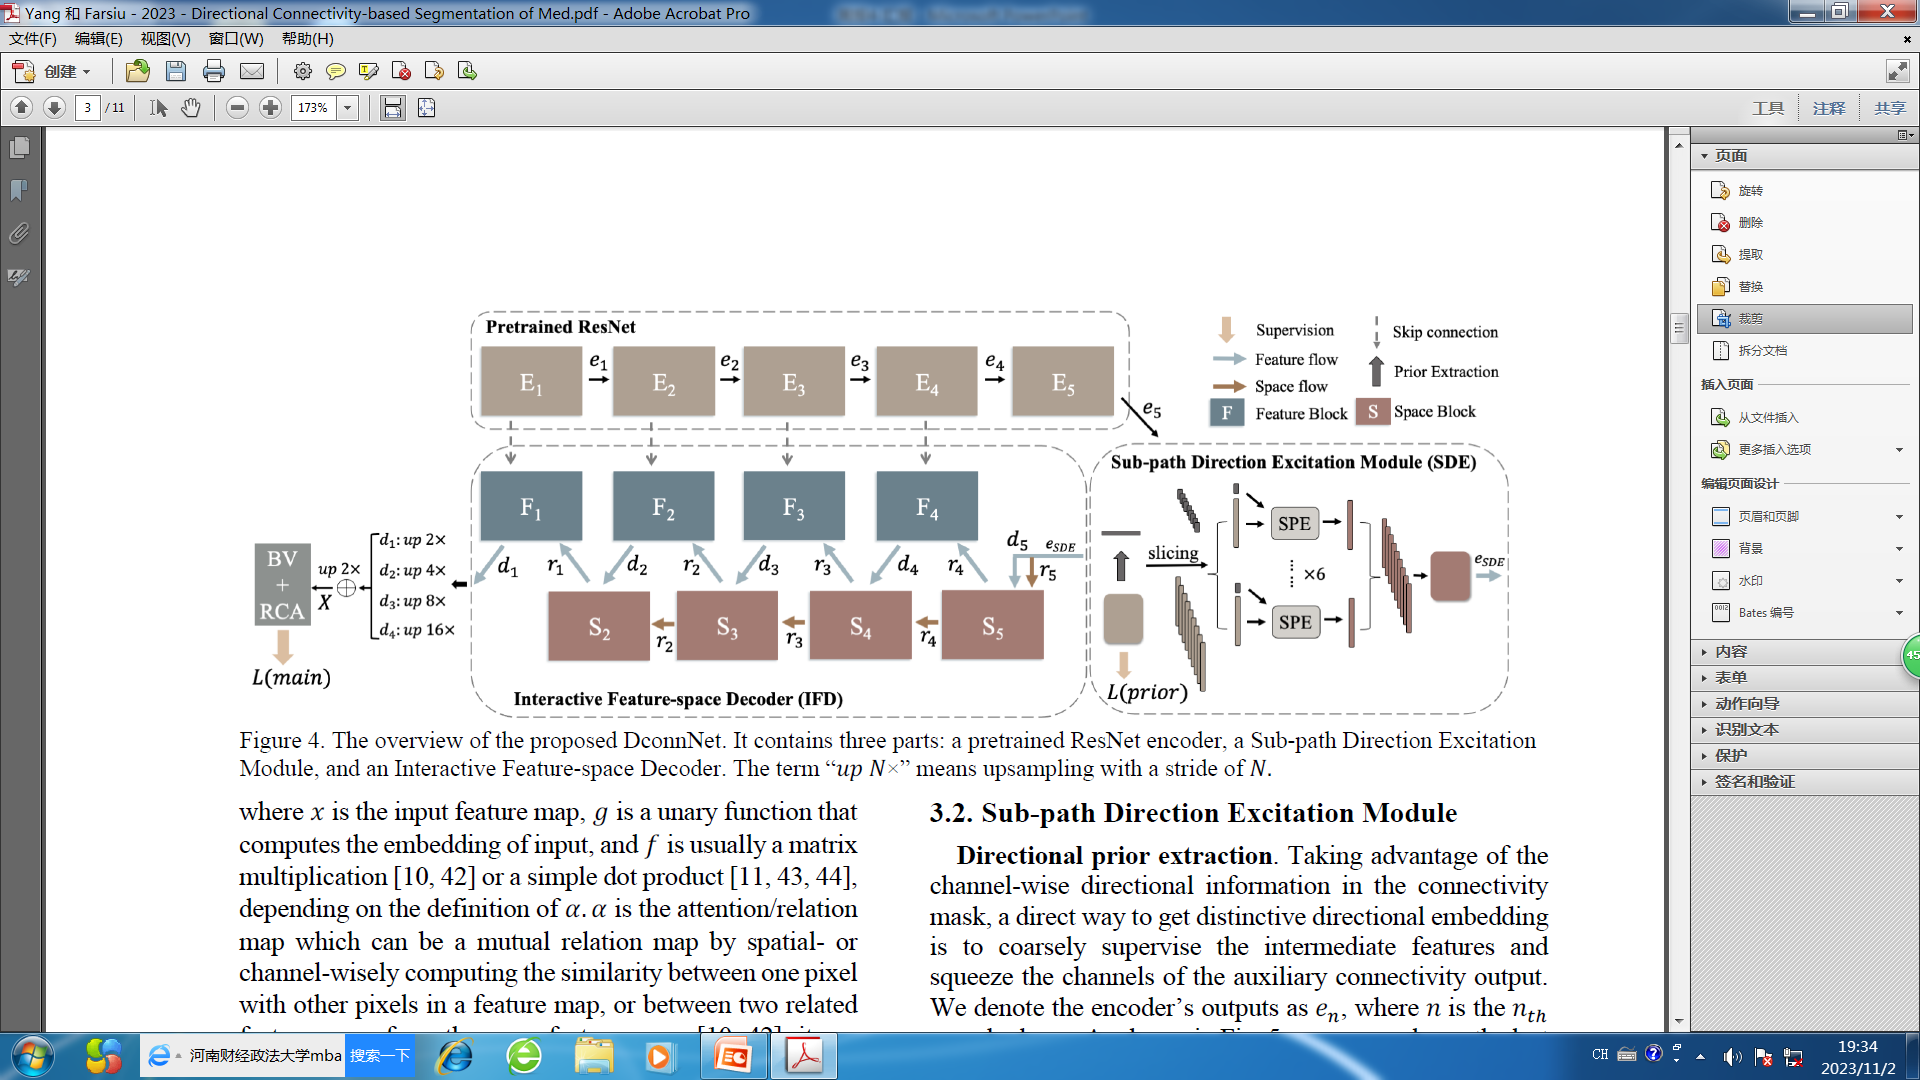 Yang 和 Farsiu - 2023 - Directional Connectivity-based Segmentation of Med.pdf - Adobe Acrobat Pro
文件(F) 编辑(E) 视图(V) 窗口(W) 帮助(H)
创建
3 / 11 173% 工具 注释 共享
Pretrained ResNet
E1 e1 E2 e2 E3 e3 E4 e4 E5
e5
Supervision
Feature flow
Space flow
F Feature Block
Skip connection
Prior Extraction
S Space Block
F1 F2 F3 F4
d1 r1 d2 r2 d3 r3 d4 r4 d5 eSDE r5
S2 r2 S3 r3 S4 r4 S5
Interactive Feature-space Decoder (IFD)
BV + RCA
up 2×
X
d1: up 2×
d2: up 4×
d3: up 8×
d4: up 16×
L(main)
Sub-path Direction Excitation Module (SDE)
slicing
SPE
×6
SPE
eSDE
L(prior)
Figure 4. The overview of the proposed DconnNet. It contains three parts: a pretrained ResNet encoder, a Sub-path Direction Excitation
Module, and an Interactive Feature-space Decoder. The term “up N×” means upsampling with a stride of N.
where x is the input feature map, g is a unary function that
computes the embedding of input, and f is usually a matrix
multiplication [10, 42] or a simple dot product [11, 43, 44],
depending on the definition of α. α is the attention/relation
map which can be a mutual relation map by spatial- or
channel-wisely computing the similarity between one pixel
with other pixels in a feature map, or between two related
3.2. Sub-path Direction Excitation Module
Directional prior extraction. Taking advantage of the
channel-wise directional information in the connectivity
mask, a direct way to get distinctive directional embedding
is to coarsely supervise the intermediate features and
squeeze the channels of the auxiliary connectivity output.
We denote the encoder’s outputs as en, where n is the nth
页面
旋转
删除
提取
替换
裁剪
拆分文档
插入页面
从文件插入
更多插入选项
编辑页面设计
页眉和页脚
背景
水印
Bates 编号
内容
表单
动作向导
识别文本
保护
签名和验证
45
河南财经政法大学mba 搜索一下
CH
19:34
2023/11/2